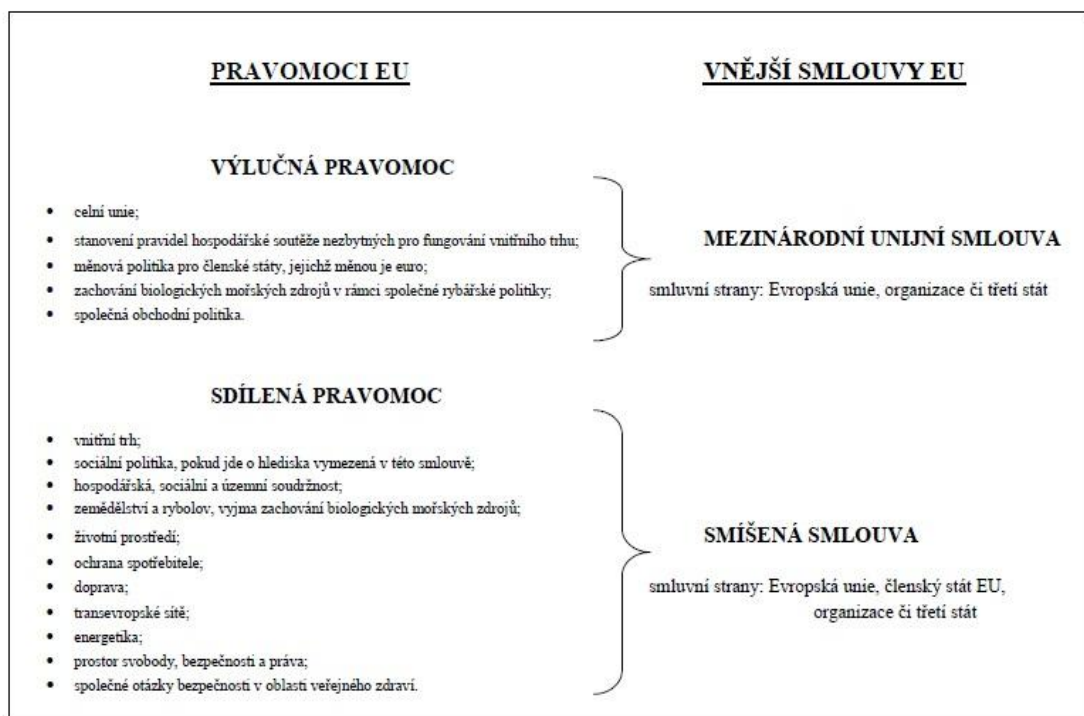 PRAVOMOCI EU
VNĚJŠÍ SMLOUVY EU
VÝLUČNÁ PRAVOMOC
• celní unie;
• stanovení pravidel hospodářské soutěže nezbytných pro fungování vnitřního trhu;
• měnová politika pro členské státy, jejichž měnou je euro;
• zachování biologických mořských zdrojů v rámci společné rybářské politiky;
• společná obchodní politika.
MEZINÁRODNÍ UNIJNÍ SMLOUVA
smluvní strany: Evropská unie, organizace či třetí stát
SDÍLENÁ PRAVOMOC
• vnitřní trh;
• sociální politika, pokud jde o hlediska vymezená v této smlouvě;
• hospodářská, sociální a územní soudržnost;
• zemědělství a rybolov, vyjma zachování biologických mořských zdrojů;
• životní prostředí;
• ochrana spotřebitele;
• doprava;
• transevropské sítě;
• energetika;
• prostor svobody, bezpečnosti a práva;
• společné otázky bezpečnosti v oblasti veřejného zdraví.
SMÍŠENÁ SMLOUVA
smluvní strany: Evropská unie, členský stát EU,
organizace či třetí stát